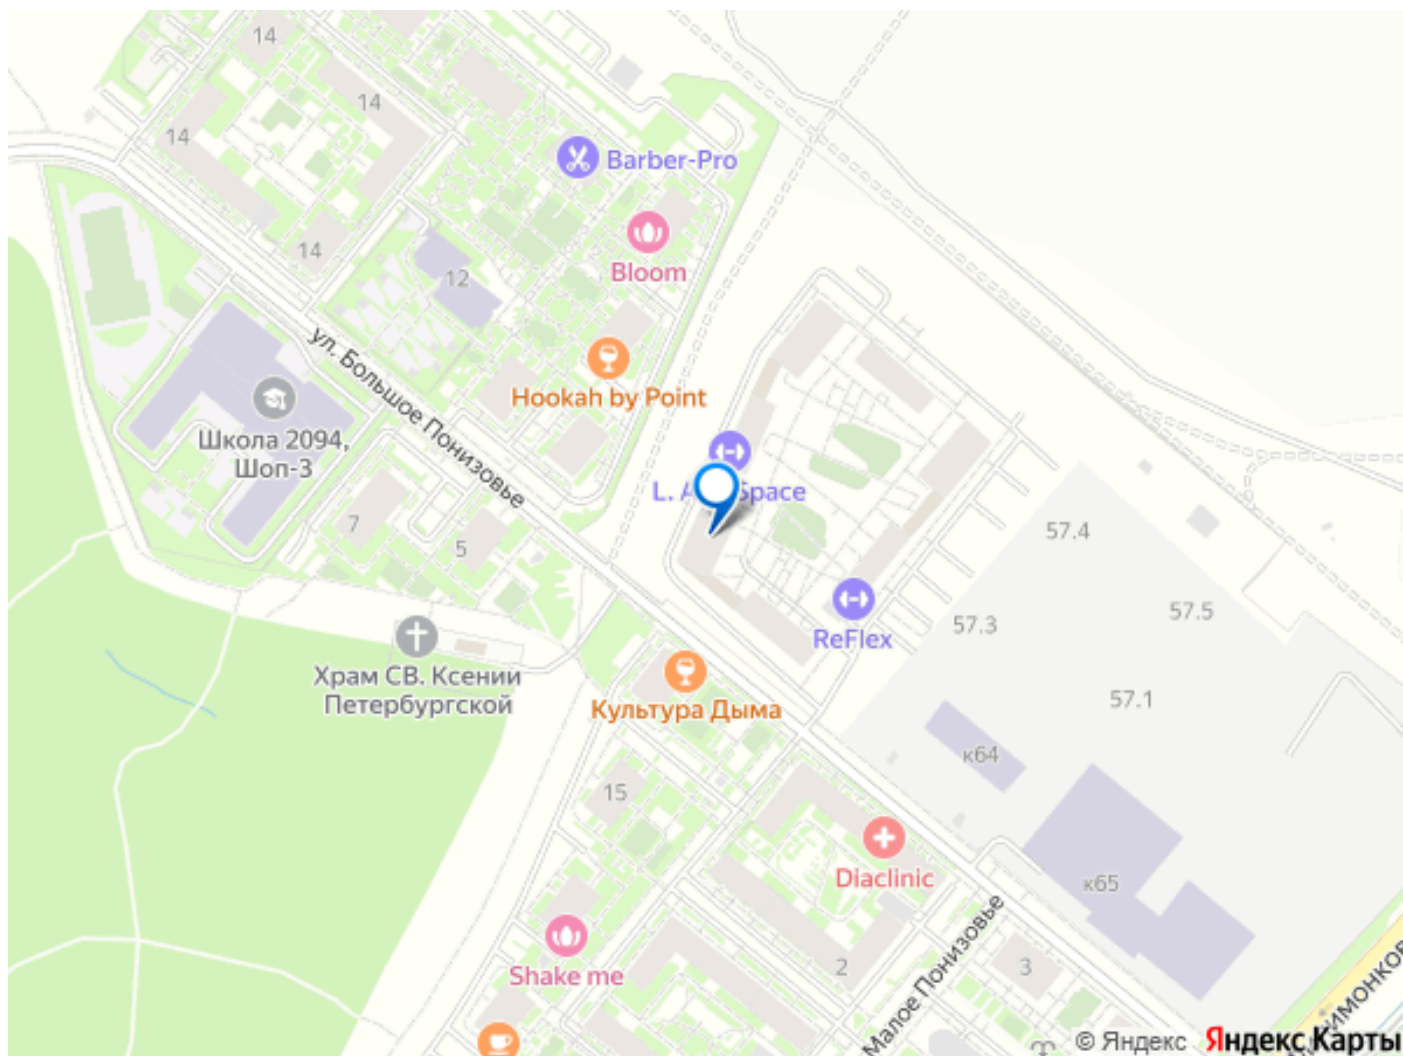 14
14
14
Barber-Pro
14
Bloom
12
ул. Большое Понизовье
Hookah by Point
Школа 2094,
Шоп-3
L. Space
57.4
7
5
57.5
57.3
ReFlex
Храм СВ. Ксении
Петербургской
57.1
Культура Дыма
к64
15
Diaclinic
к65
Малое Понизовье
2
3
Shake me
© Яндекс Яндекс Карты